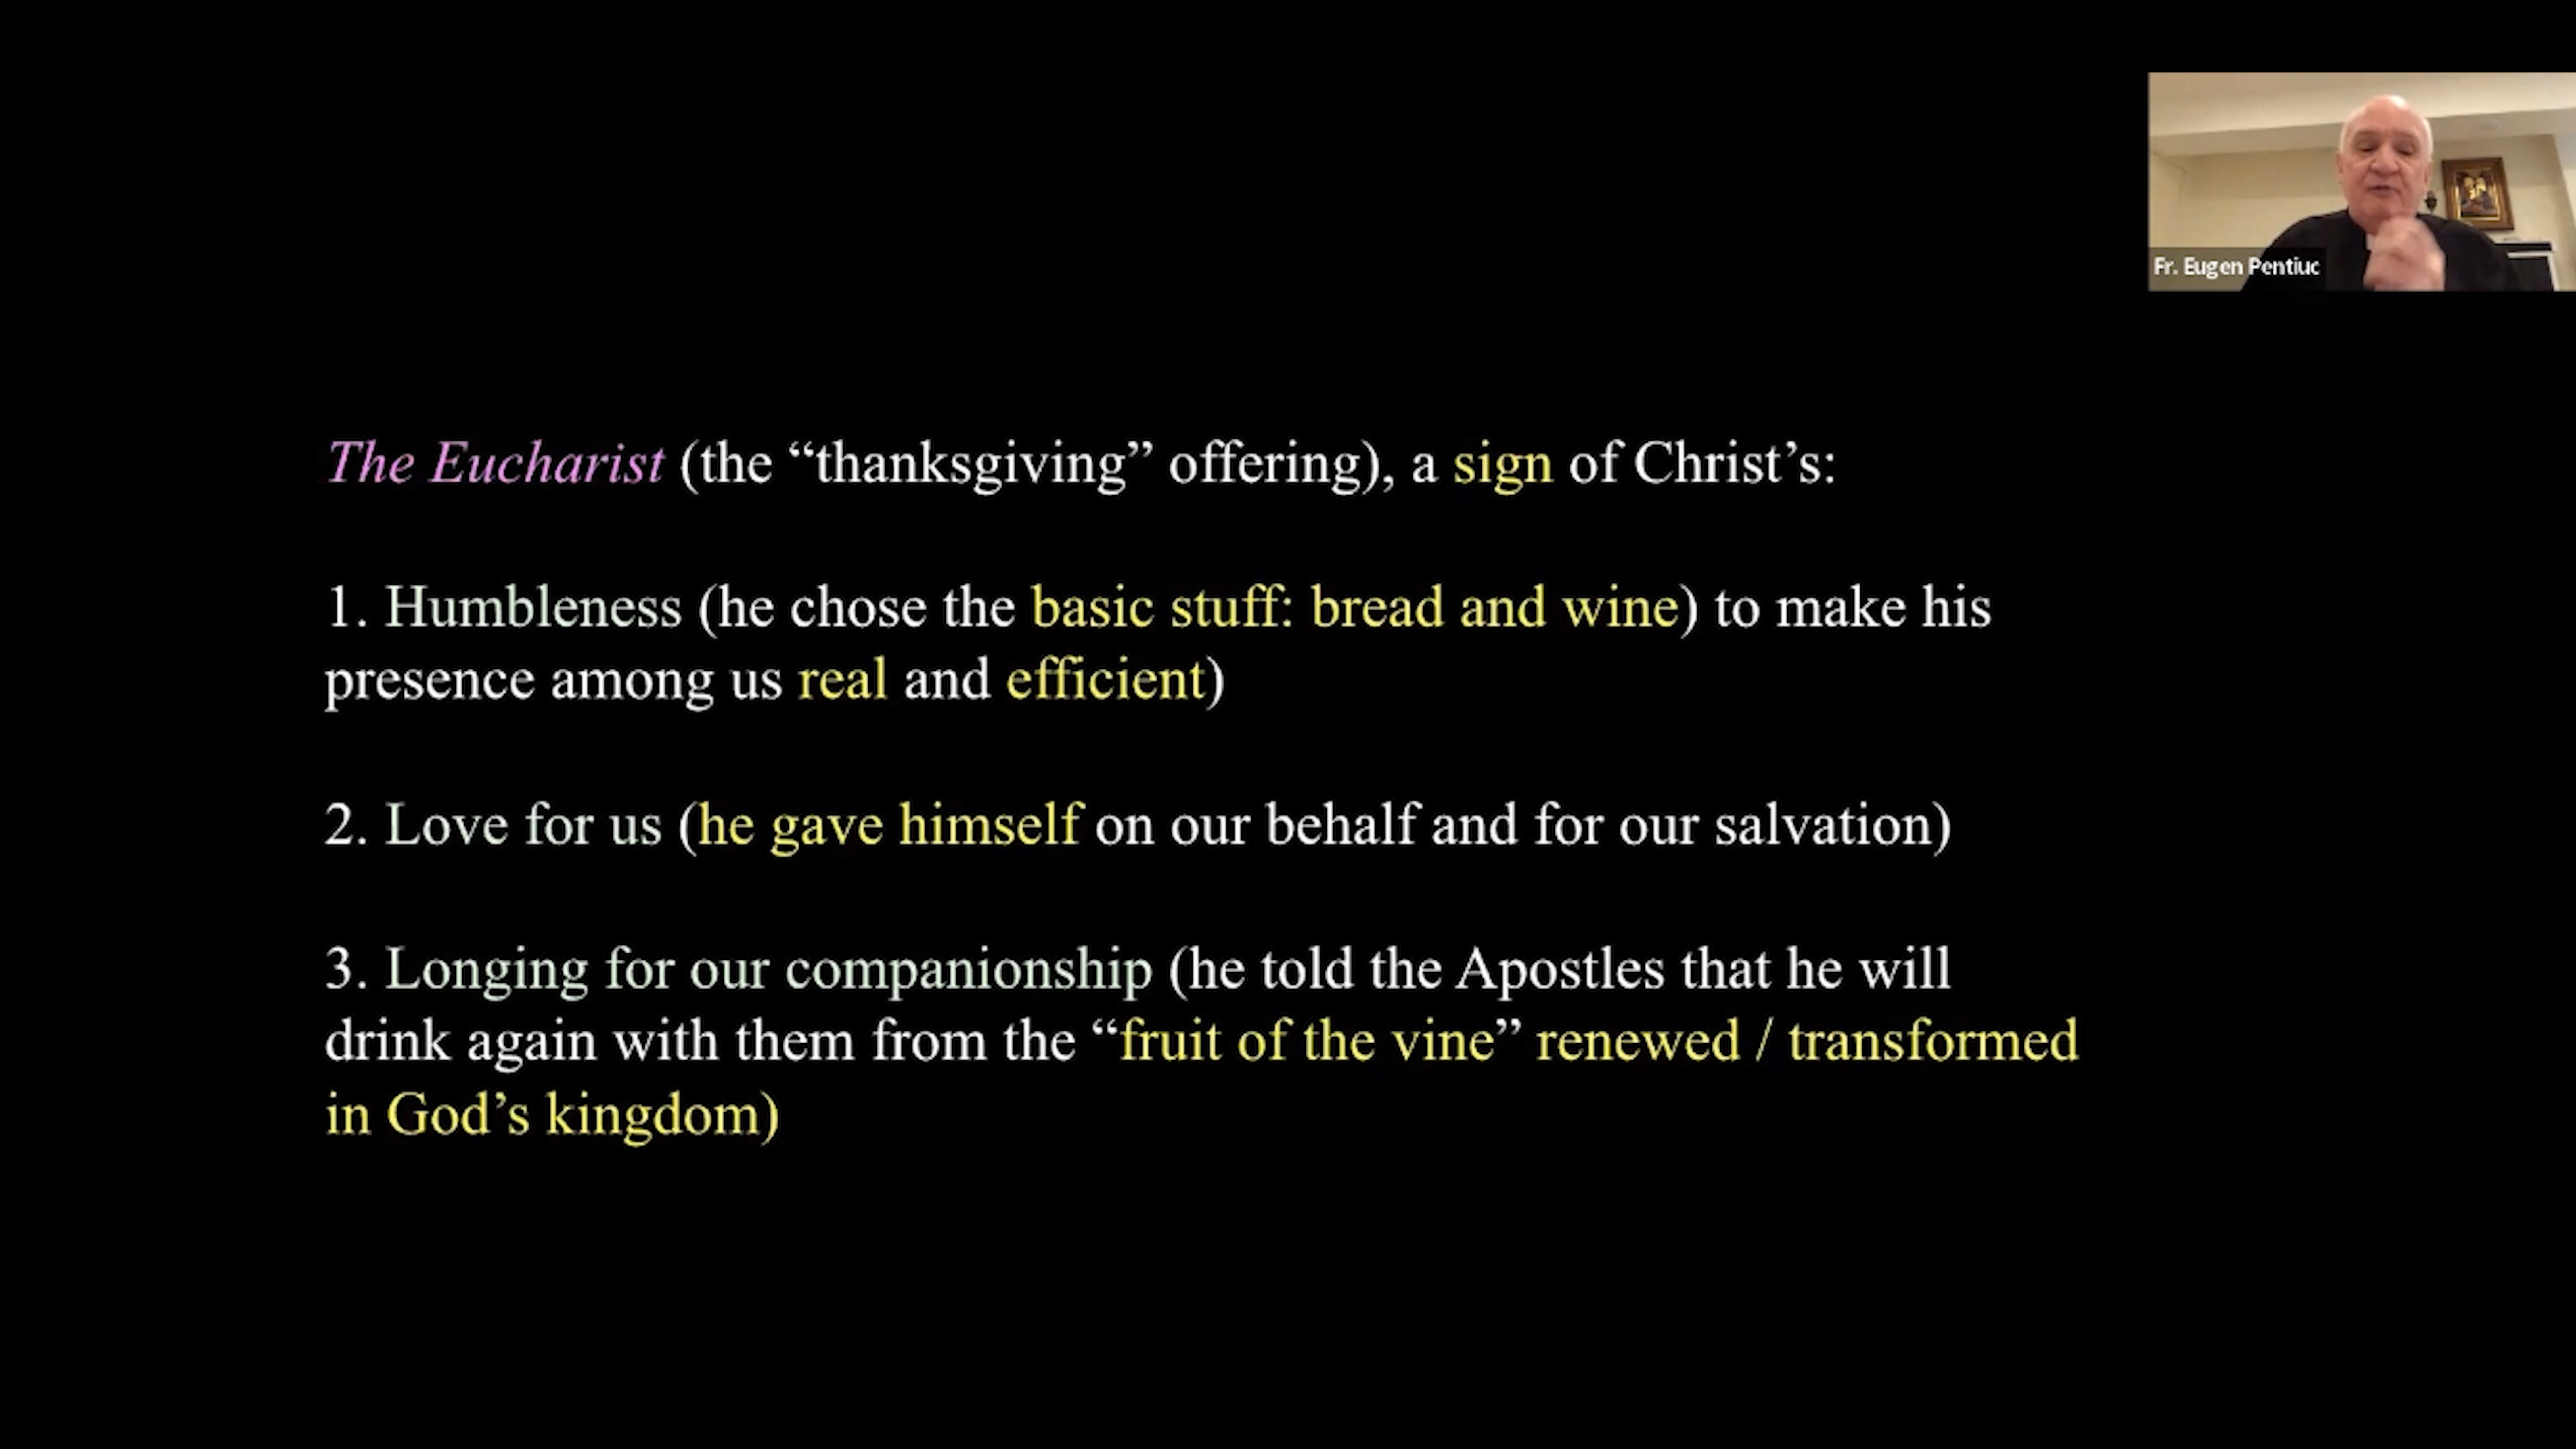 Fr. Eugen Pentiuc
The Eucharist (the “thanksgiving” offering), a sign of Christ’s:
1. Humbleness (he chose the basic stuff: bread and wine) to make his
presence among us real and efficient)
2. Love for us (he gave himself on our behalf and for our salvation)
3. Longing for our companionship (he told the Apostles that he will
drink again with them from the “fruit of the vine” renewed / transformed
in God’s kingdom)